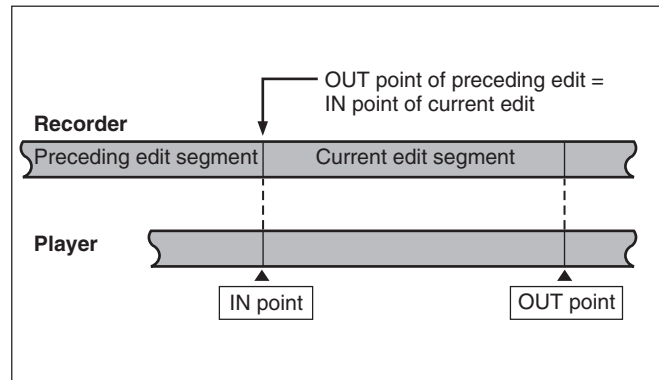 OUT point of preceding edit =
IN point of current edit
Recorder
Preceding edit segment
Current edit segment
Player
IN point
OUT point